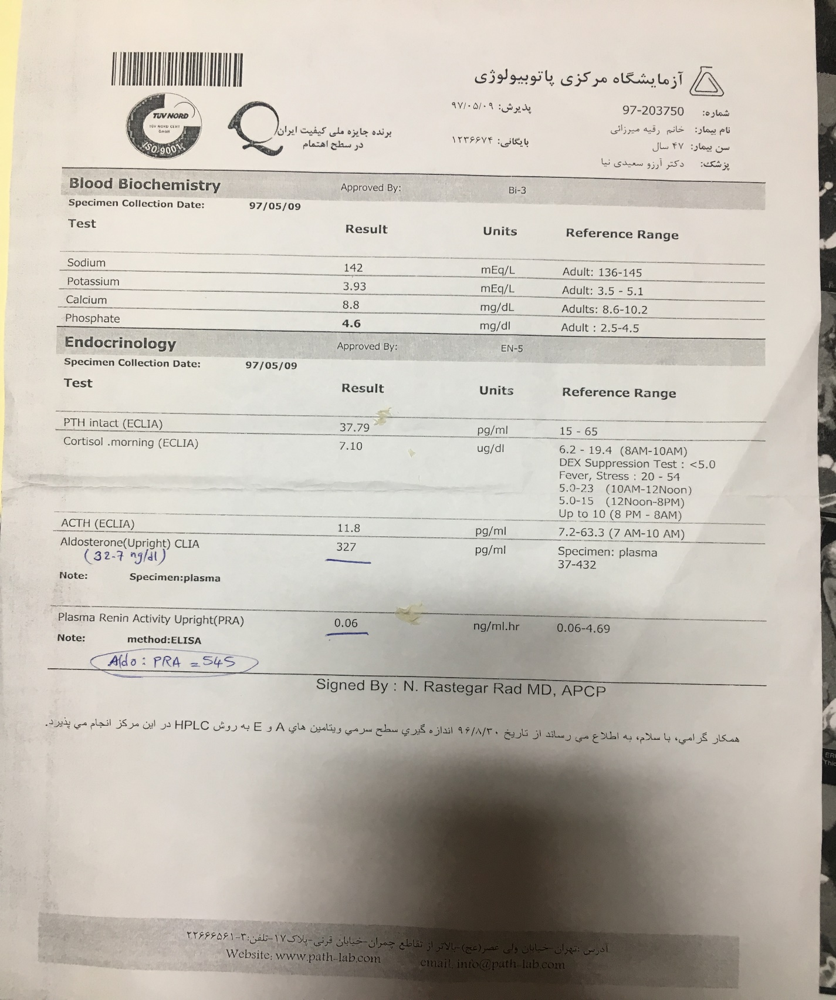 آزمایشگاه مرکزی پاتوبیولوژی
شماره: 97-203750
پذیرش: ۹۷/۰۵/۰۹
نام بیمار: خانم رقیه میرزائی
سن بیمار: ۴۷ سال
بایگانی: ۱۲۳۶۶۷۴
پزشک: دکتر آرزو سعیدی نیا
برنده جایزه ملی کیفیت ایران
در سطح اهتمام
TÜV NORD
TÜV NORD CERT
GmbH
ISO 9001
Blood Biochemistry Approved By: Bi-3
Specimen Collection Date: 97/05/09
Test Result Units Reference Range
Sodium 142 mEq/L Adult: 136-145
Potassium 3.93 mEq/L Adult: 3.5 - 5.1
Calcium 8.8 mg/dL Adults: 8.6-10.2
Phosphate 4.6 mg/dl Adult : 2.5-4.5
Endocrinology Approved By: EN-5
Specimen Collection Date: 97/05/09
Test Result Units Reference Range
PTH intact (ECLIA) 37.79 pg/ml 15 - 65
Cortisol .morning (ECLIA) 7.10 ug/dl 6.2 - 19.4 (8AM-10AM)
DEX Suppression Test : <5.0
Fever, Stress : 20 - 54
5.0-23 (10AM-12Noon)
5.0-15 (12Noon-8PM)
Up to 10 (8 PM - 8AM)
ACTH (ECLIA) 11.8 pg/ml 7.2-63.3 (7 AM-10 AM)
Aldosterone(Upright) CLIA 327 pg/ml Specimen: plasma
(32-7 ng/dl) 37-432
Note: Specimen:plasma
Plasma Renin Activity Upright(PRA) 0.06 ng/ml.hr 0.06-4.69
Note: method:ELISA
Aldo : PRA = 545
Signed By : N. Rastegar Rad MD, APCP
همکار گرامي، با سلام، به اطلاع مي رساند از تاريخ ۹۶/۸/۳۰ اندازه گيري سطح سرمي ويتامين هاي A و E به روش HPLC در اين مرکز انجام مي پذيرد.
آدرس :تهران-خیابان ولی عصر(عج)-بالاتر از تقاطع چمران-خیابان قرنی-پلاک۱۷-تلفن:۳-۲۲۶۶۶۵۶۱
Website: www.path-lab.com email: info@path-lab.com